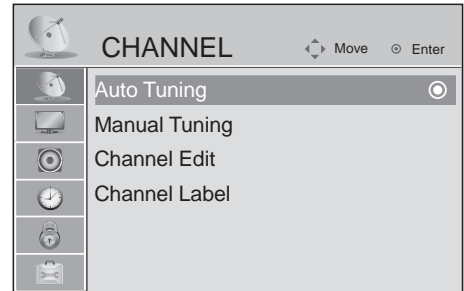 CHANNEL Move Enter
Auto Tuning
Manual Tuning
Channel Edit
Channel Label